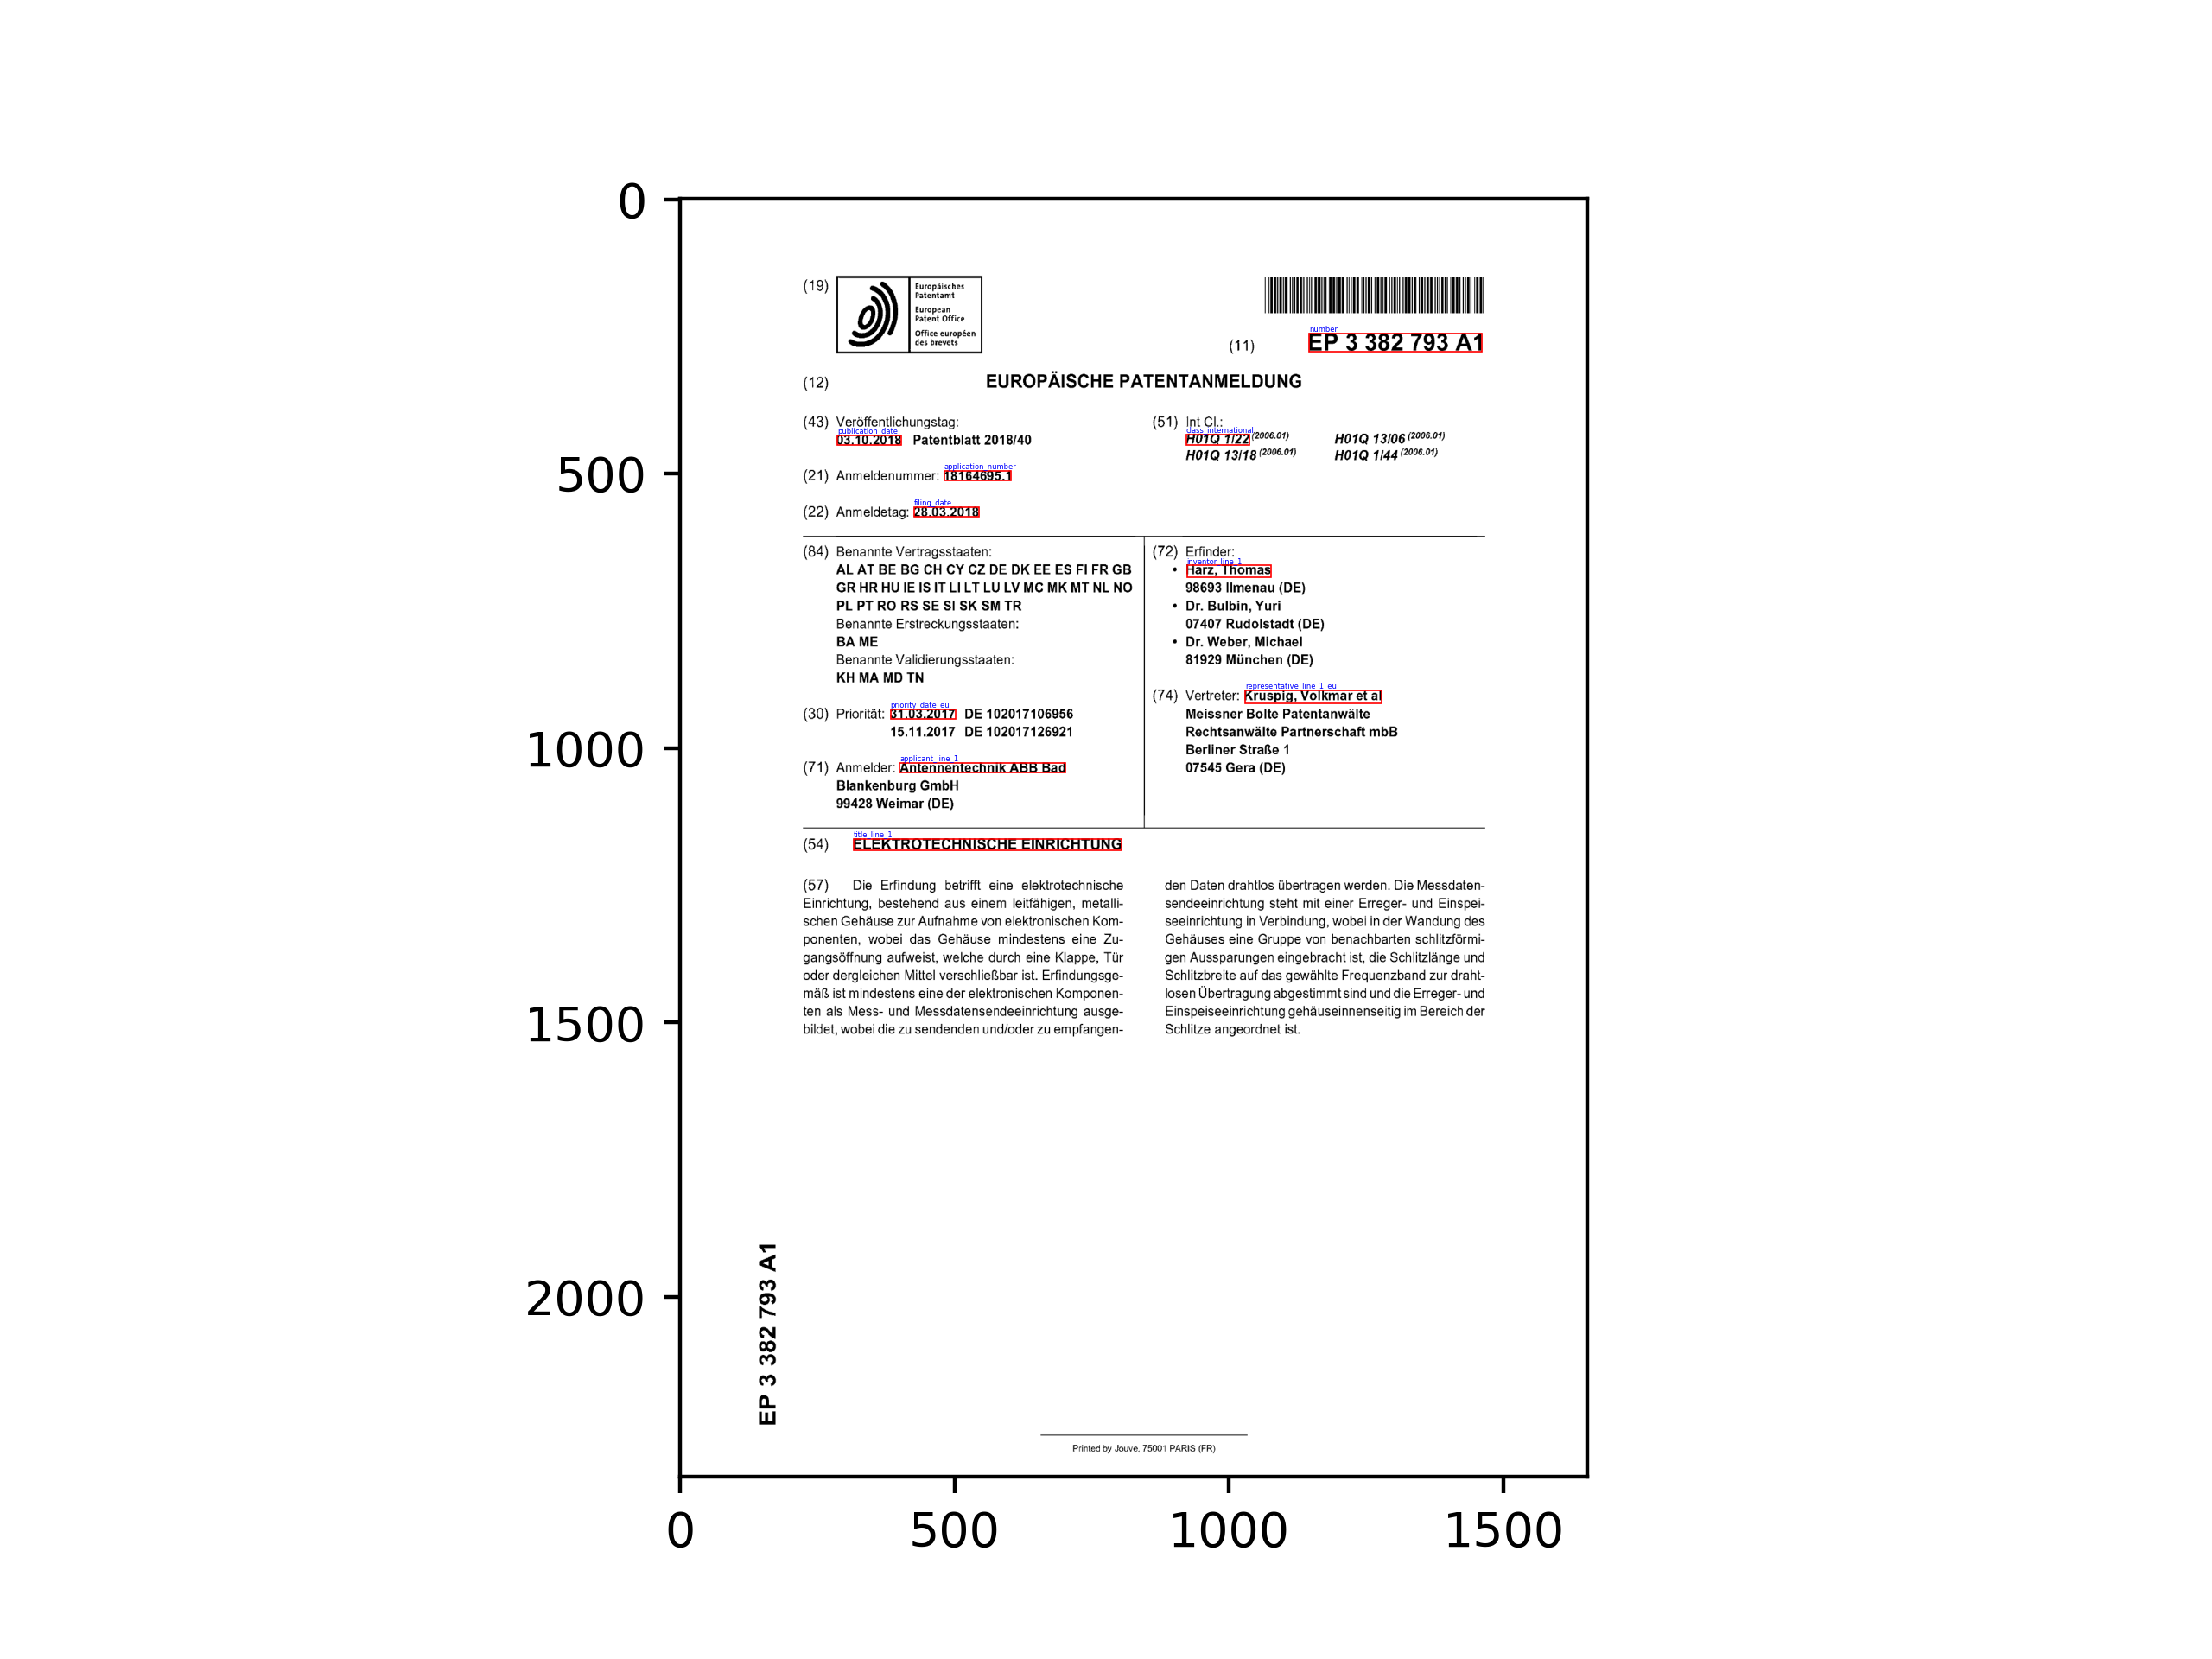 0
500
1000
1500
2000
0
500
1000
1500
(19)
Europäisches
Patentamt
European
Patent Office
Office européen
des brevets
number
(11)
EP 3 382 793 A1
(12)
EUROPÄISCHE PATENTANMELDUNG
(43) Veröffentlichungstag:
publication_date
03.10.2018 Patentblatt 2018/40
application_number
(21) Anmeldenummer: 18164695.1
filing_date
(22) Anmeldetag: 28.03.2018
(51) Int Cl.:
class_international
H01Q 1/22 (2006.01) H01Q 13/06 (2006.01)
H01Q 13/18 (2006.01) H01Q 1/44 (2006.01)
(84) Benannte Vertragsstaaten:
AL AT BE BG CH CY CZ DE DK EE ES FI FR GB
GR HR HU IE IS IT LI LT LU LV MC MK MT NL NO
PL PT RO RS SE SI SK SM TR
Benannte Erstreckungsstaaten:
BA ME
Benannte Validierungsstaaten:
KH MA MD TN
priority_date_eu
(30) Priorität: 31.03.2017 DE 102017106956
15.11.2017 DE 102017126921
applicant_line_1
(71) Anmelder: Antennentechnik ABB Bad
Blankenburg GmbH
99428 Weimar (DE)
(72) Erfinder:
inventor_line_1
• Harz, Thomas
98693 Ilmenau (DE)
• Dr. Bulbin, Yuri
07407 Rudolstadt (DE)
• Dr. Weber, Michael
81929 München (DE)
representative_line_1_eu
(74) Vertreter: Kruspig, Volkmar et al
Meissner Bolte Patentanwälte
Rechtsanwälte Partnerschaft mbB
Berliner Straße 1
07545 Gera (DE)
title_line_1
(54) ELEKTROTECHNISCHE EINRICHTUNG
(57) Die Erfindung betrifft eine elektrotechnische
Einrichtung, bestehend aus einem leitfähigen, metalli-
schen Gehäuse zur Aufnahme von elektronischen Kom-
ponenten, wobei das Gehäuse mindestens eine Zu-
gangsöffnung aufweist, welche durch eine Klappe, Tür
oder dergleichen Mittel verschließbar ist. Erfindungsge-
mäß ist mindestens eine der elektronischen Komponen-
ten als Mess- und Messdatensendeeinrichtung ausge-
bildet, wobei die zu sendenden und/oder zu empfangen-
den Daten drahtlos übertragen werden. Die Messdaten-
sendeeinrichtung steht mit einer Erreger- und Einspei-
seeinrichtung in Verbindung, wobei in der Wandung des
Gehäuses eine Gruppe von benachbarten schlitzförmi-
gen Aussparungen eingebracht ist, die Schlitzlänge und
Schlitzbreite auf das gewählte Frequenzband zur draht-
losen Übertragung abgestimmt sind und die Erreger- und
Einspeiseeinrichtung gehäuseinnenseitig im Bereich der
Schlitze angeordnet ist.
EP 3 382 793 A1
Printed by Jouve, 75001 PARIS (FR)